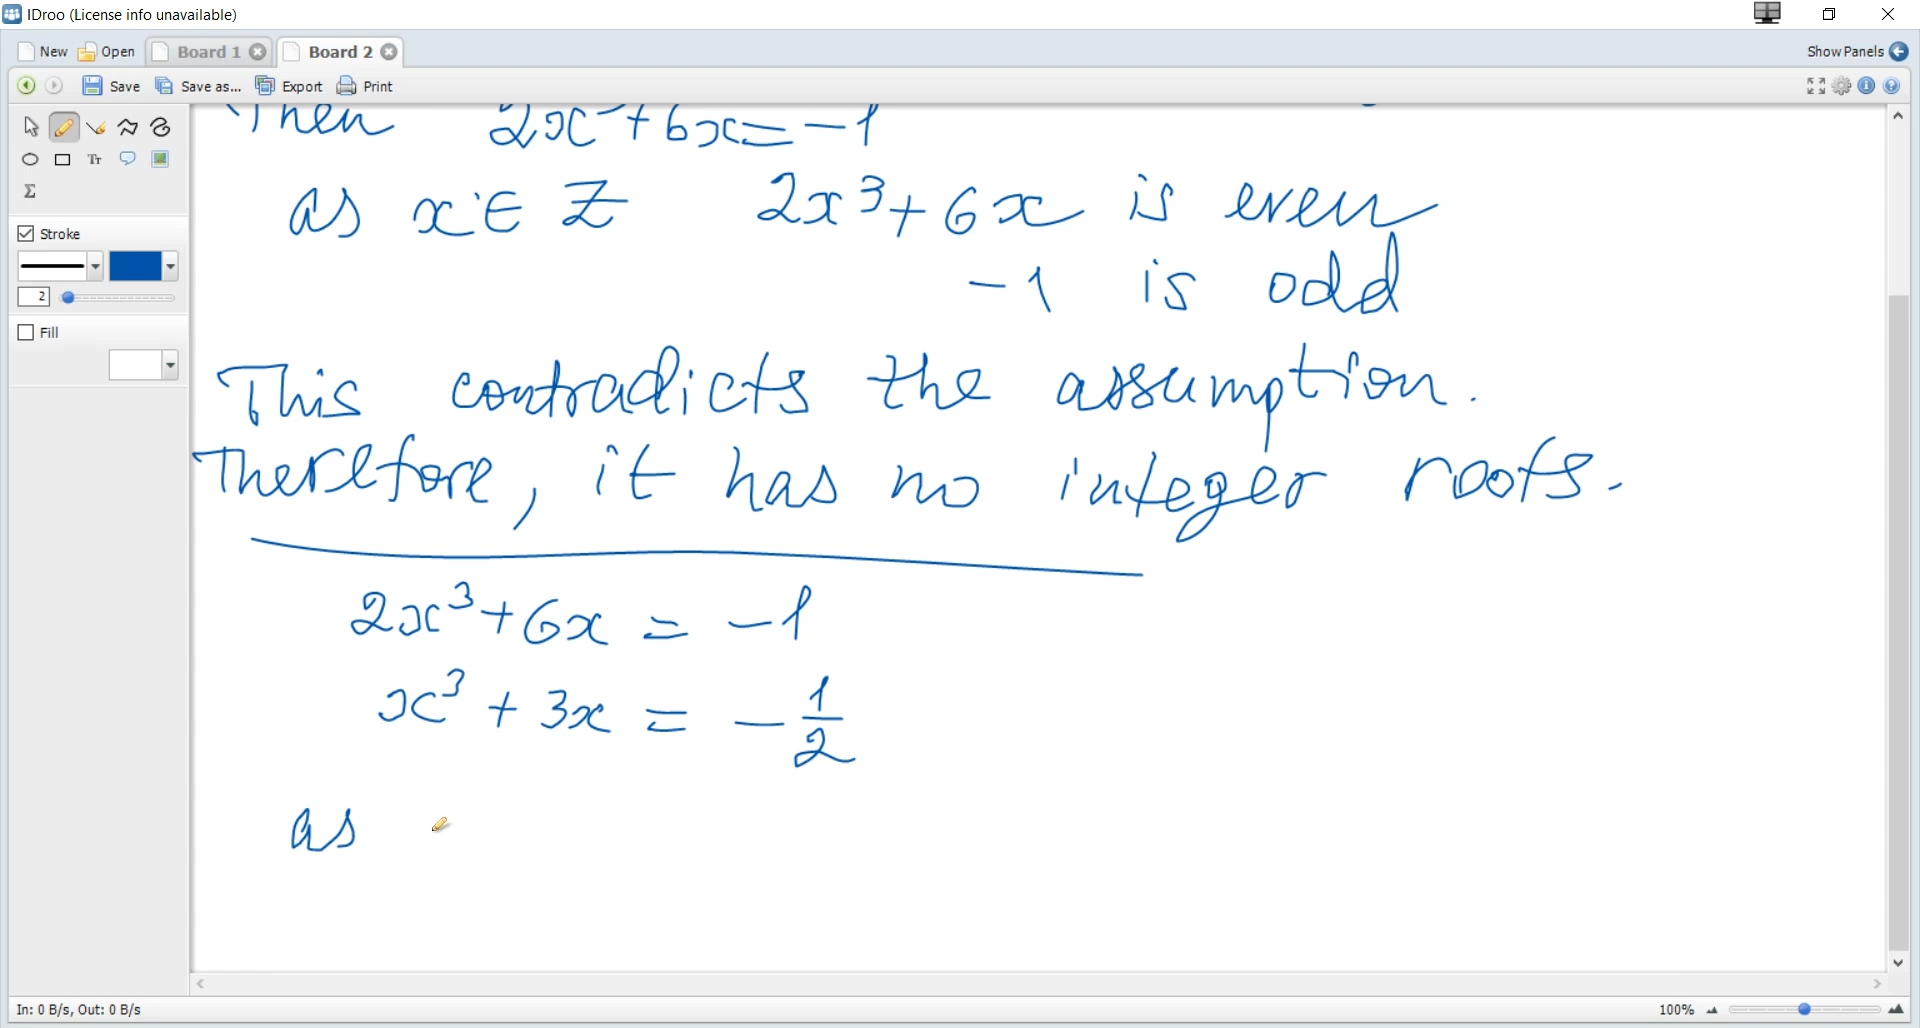 IDroo (License info unavailable)
New Open Board 1 Board 2 Show Panels
Save Save as... Export Print
Then 2x³+6x=-1
as x∈ℤ 2x³+6x is even
-1 is odd
This contradicts the assumption.
Therefore, it has no integer roots.
2x³+6x = -1
x³ + 3x = - 1/2
as
Tт
Σ
Stroke
2
Fill
In: 0 B/s, Out: 0 B/s 100%